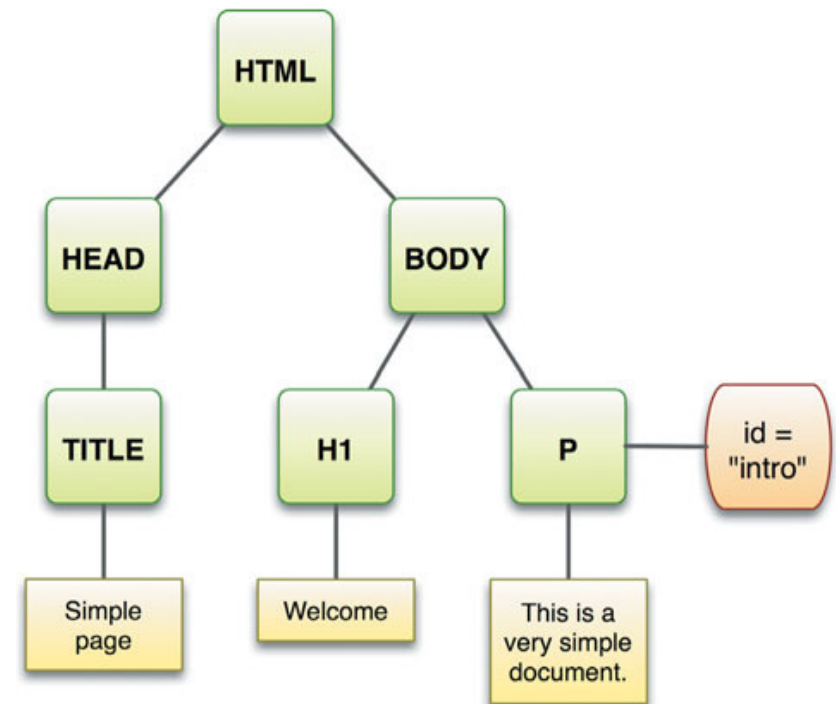 HTML
HEAD
BODY
TITLE
H1
P
id =
"intro"
Simple
page
Welcome
This is a
very simple
document.